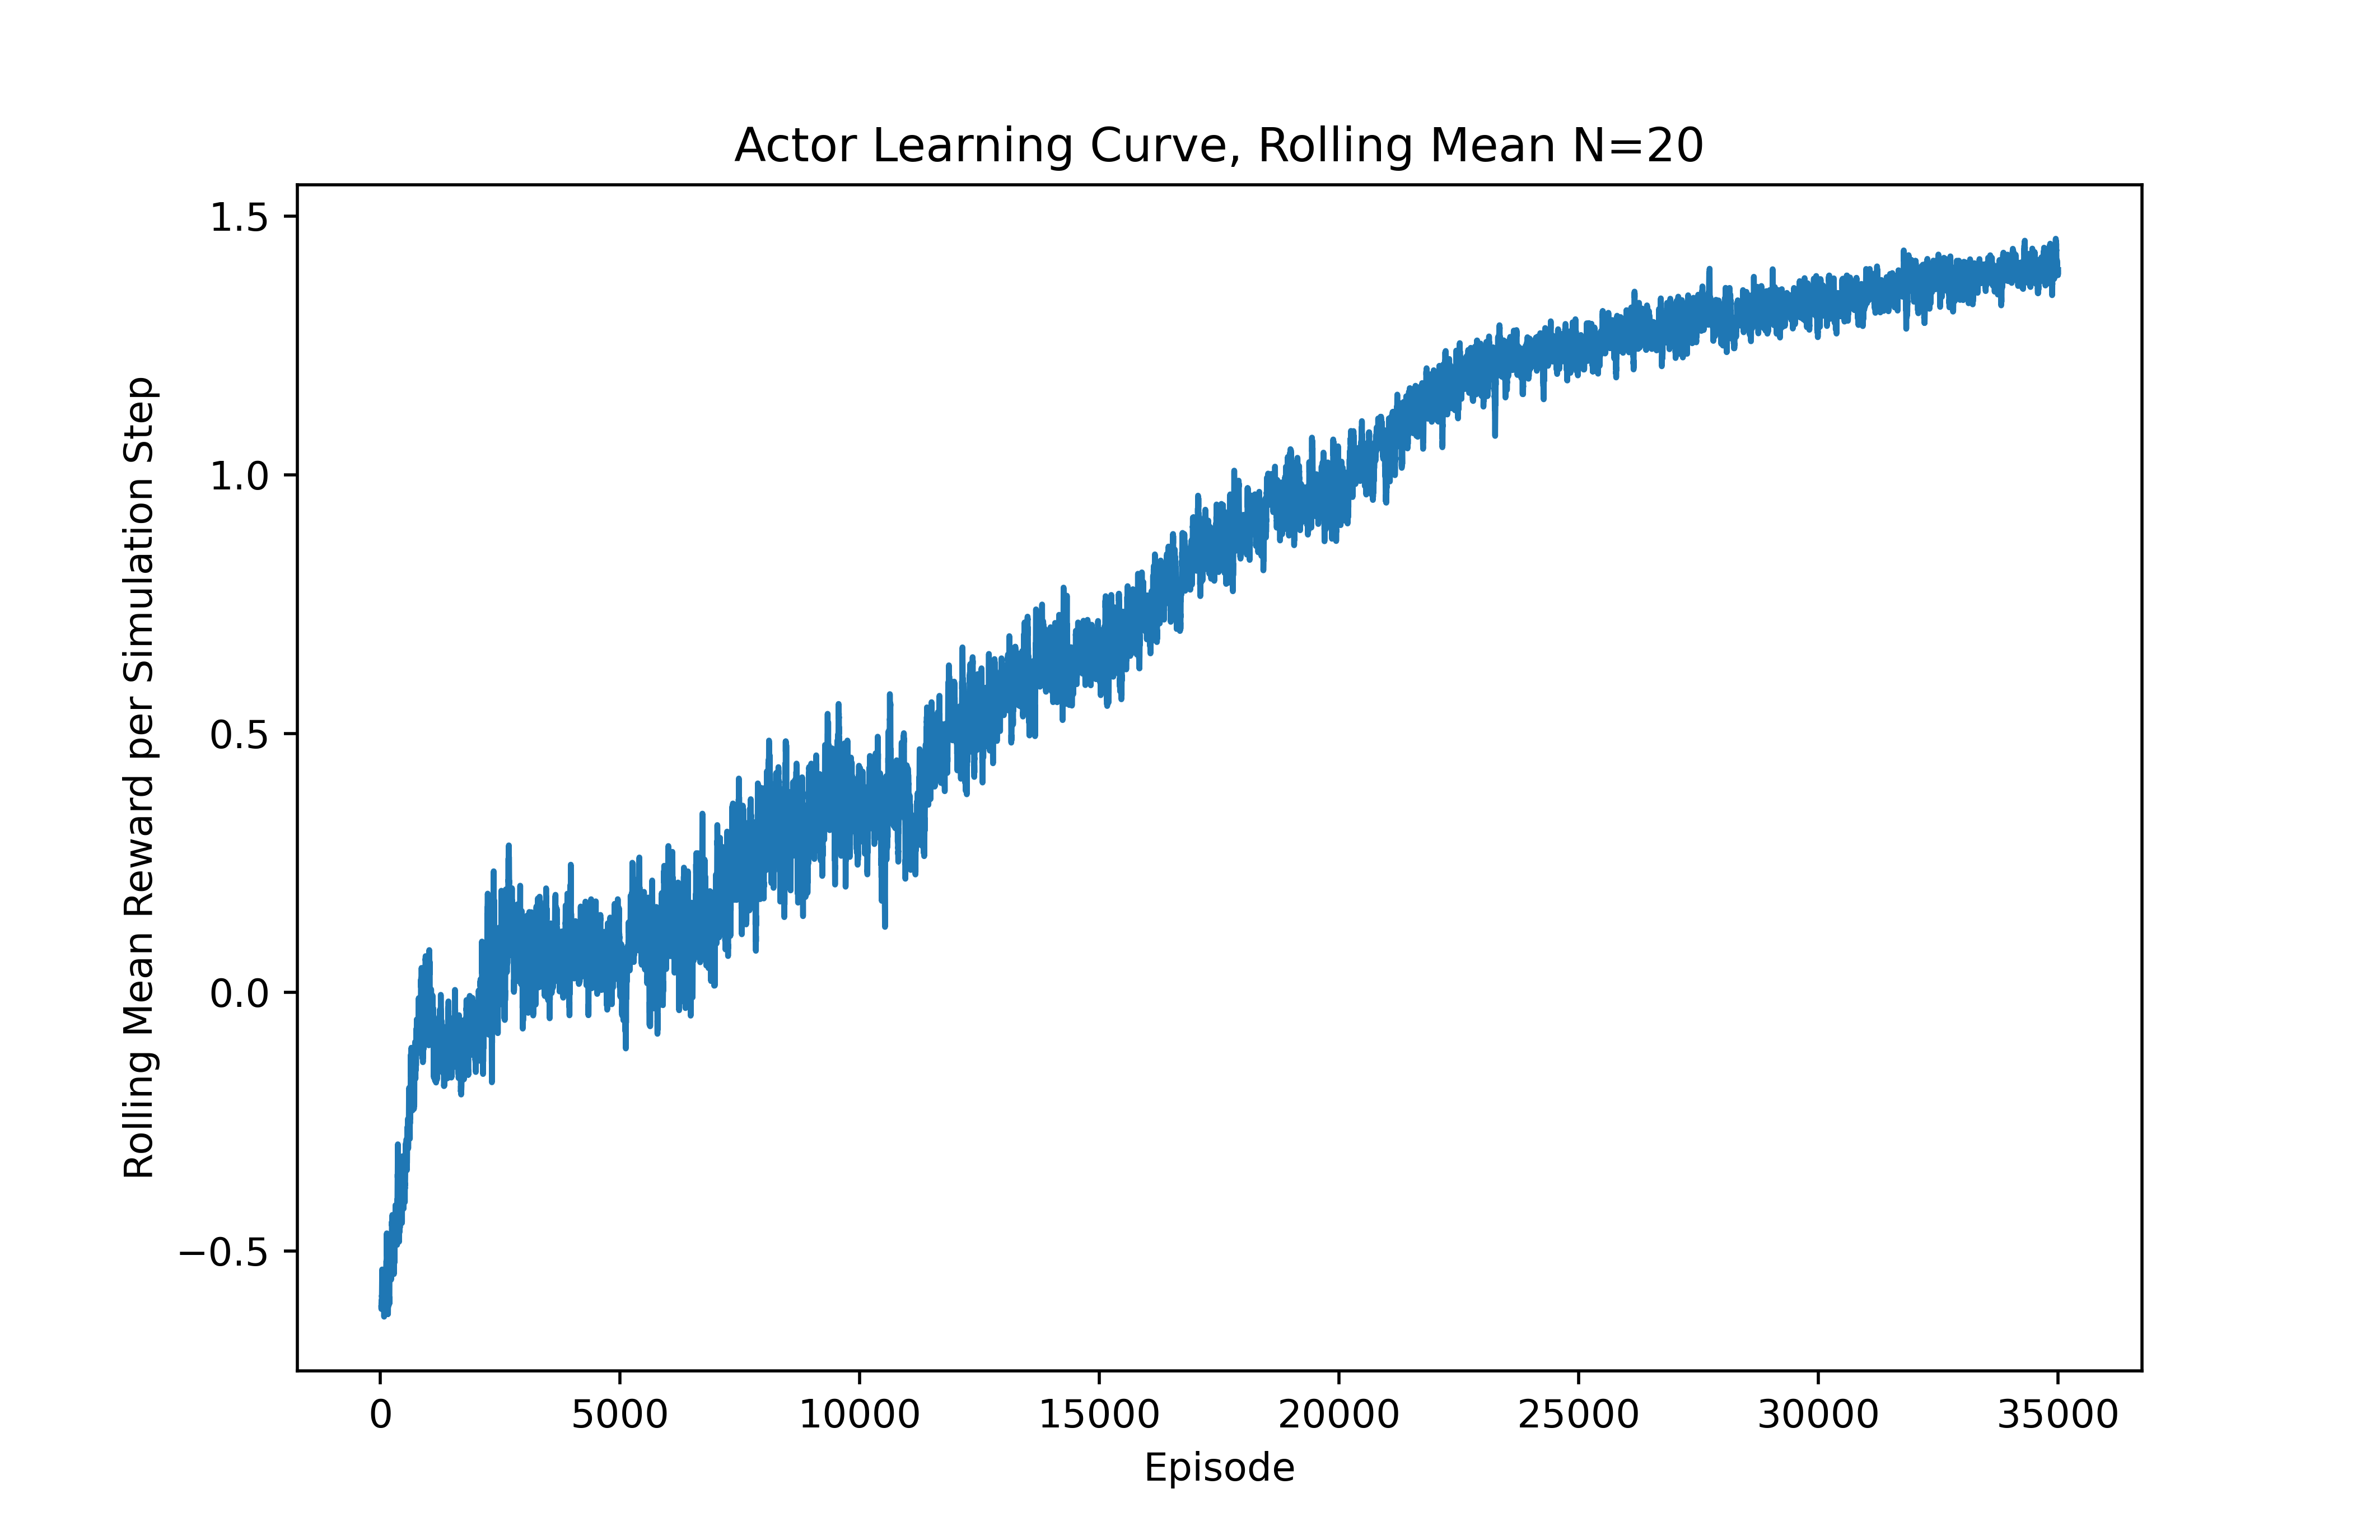 Actor Learning Curve, Rolling Mean N=20
Rolling Mean Reward per Simulation Step
1.5
1.0
0.5
0.0
−0.5
0 5000 10000 15000 20000 25000 30000 35000
Episode